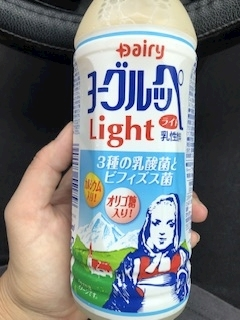 Dairy
ヨーグルッペ
Light
ライト
乳性飲料
3種の乳酸菌と
ビフィズス菌
カルシウム
入り!
オリゴ糖
入り!